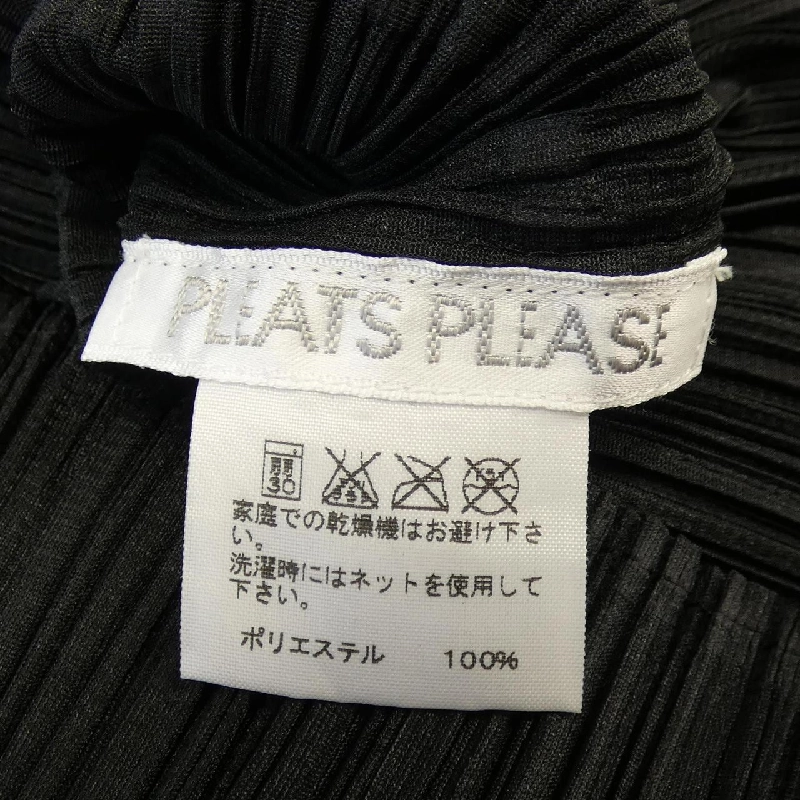 PLEATS PLEASE
弱
30
家庭での乾燥機はお避け下さ
い。
洗濯時にはネットを使用して
下さい。
ポリエステル 100%